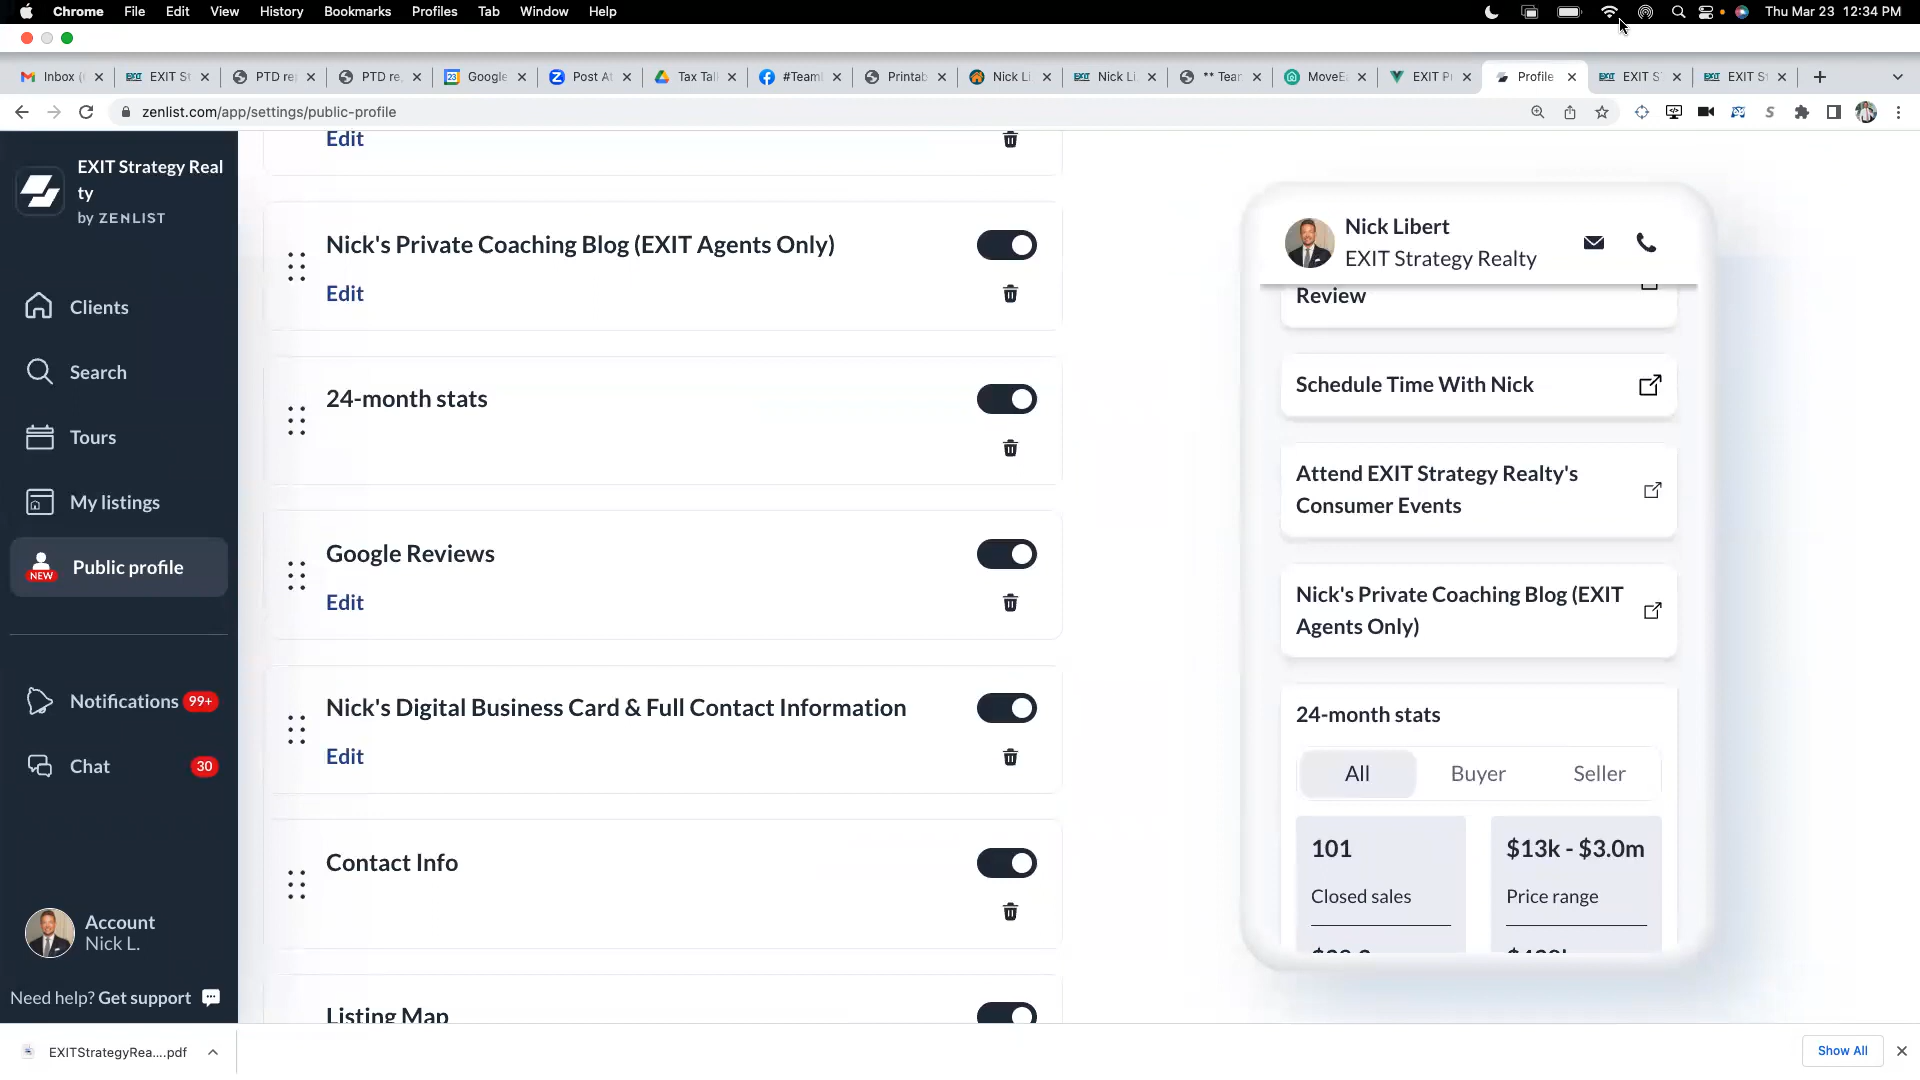 Chrome File Edit View History Bookmarks Profiles Tab Window Help Thu Mar 23 12:34 PM
Inbox ( EXIT St PTD re PTD re, Google Post At Tax Tal #Team Printab Nick Li Nick Li ** Tear MoveEa EXIT P Profile EXIT S EXIT St
zenlist.com/app/settings/public-profile
EXIT Strategy Real
ty
by ZENLIST
Clients
Search
Tours
My listings
NEW
Public profile
Notifications 99+
Chat 30
Account
Nick L.
Need help? Get support
Edit
Nick's Private Coaching Blog (EXIT Agents Only)
Edit
24-month stats
Google Reviews
Edit
Nick's Digital Business Card & Full Contact Information
Edit
Contact Info
Listing Map
Nick Libert
EXIT Strategy Realty
Review
Schedule Time With Nick
Attend EXIT Strategy Realty's
Consumer Events
Nick's Private Coaching Blog (EXIT
Agents Only)
24-month stats
All Buyer Seller
101 $13k - $3.0m
Closed sales Price range
EXITStrategyRea....pdf
Show All